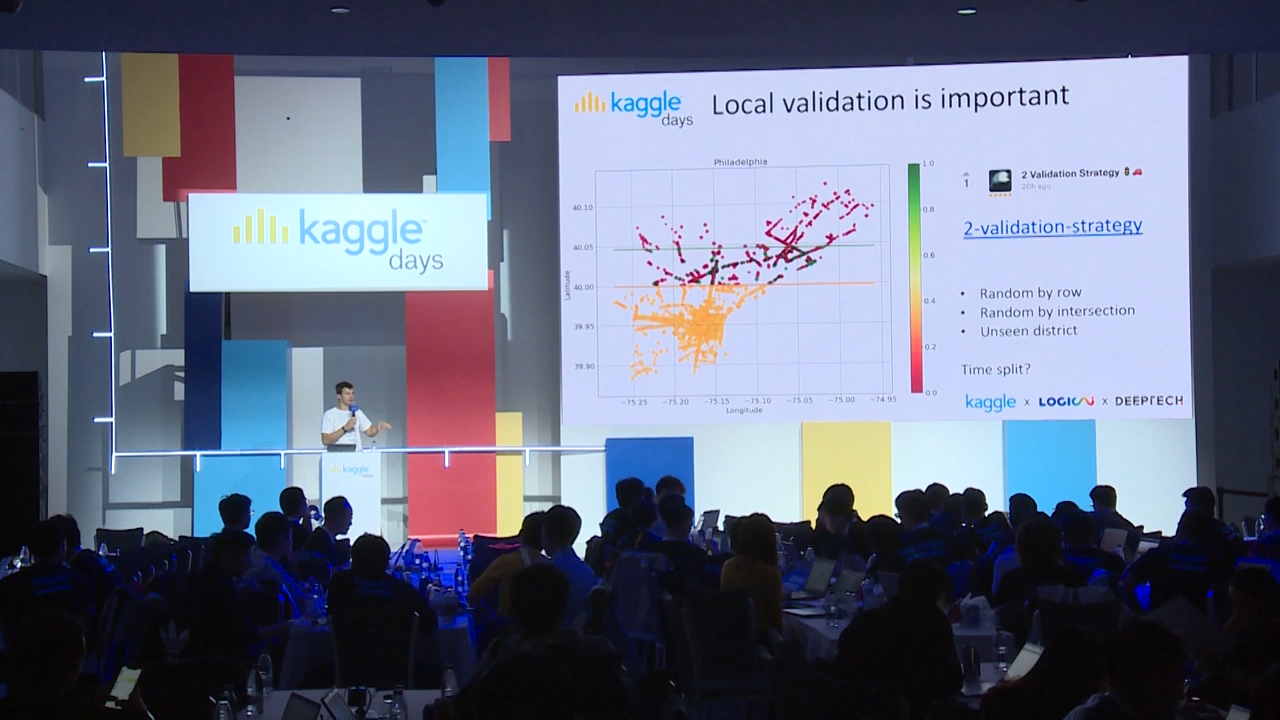 kaggle
days
kaggle
days
Local validation is important
Philadelphia
40.10
40.05
40.00
39.95
39.90
Latitude
−75.25 −75.20 −75.15 −75.10 −75.05 −75.00 −74.95
Longitude
1.0
0.8
0.6
0.4
0.2
0.0
1
2 Validation Strategy
20h ago
2-validation-strategy
• Random by row
• Random by intersection
• Unseen district
Time split?
kaggle x LOGICAI x DEEPTECH
kaggle
days